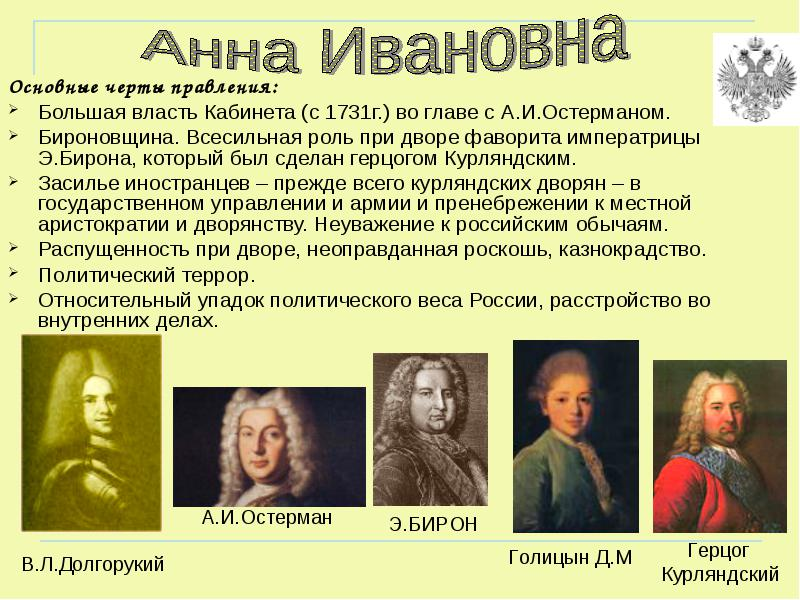 Анна Ивановна
Основные черты правления:
Большая власть Кабинета (с 1731г.) во главе с А.И.Остерманом.
Бироновщина. Всесильная роль при дворе фаворита императрицы
Э.Бирона, который был сделан герцогом Курляндским.
Засилье иностранцев – прежде всего курляндских дворян – в
государственном управлении и армии и пренебрежении к местной
аристократии и дворянству. Неуважение к российским обычаям.
Распущенность при дворе, неоправданная роскошь, казнокрадство.
Политический террор.
Относительный упадок политического веса России, расстройство во
внутренних делах.
В.Л.Долгорукий
А.И.Остерман
Э.БИРОН
Голицын Д.М
Герцог
Курляндский